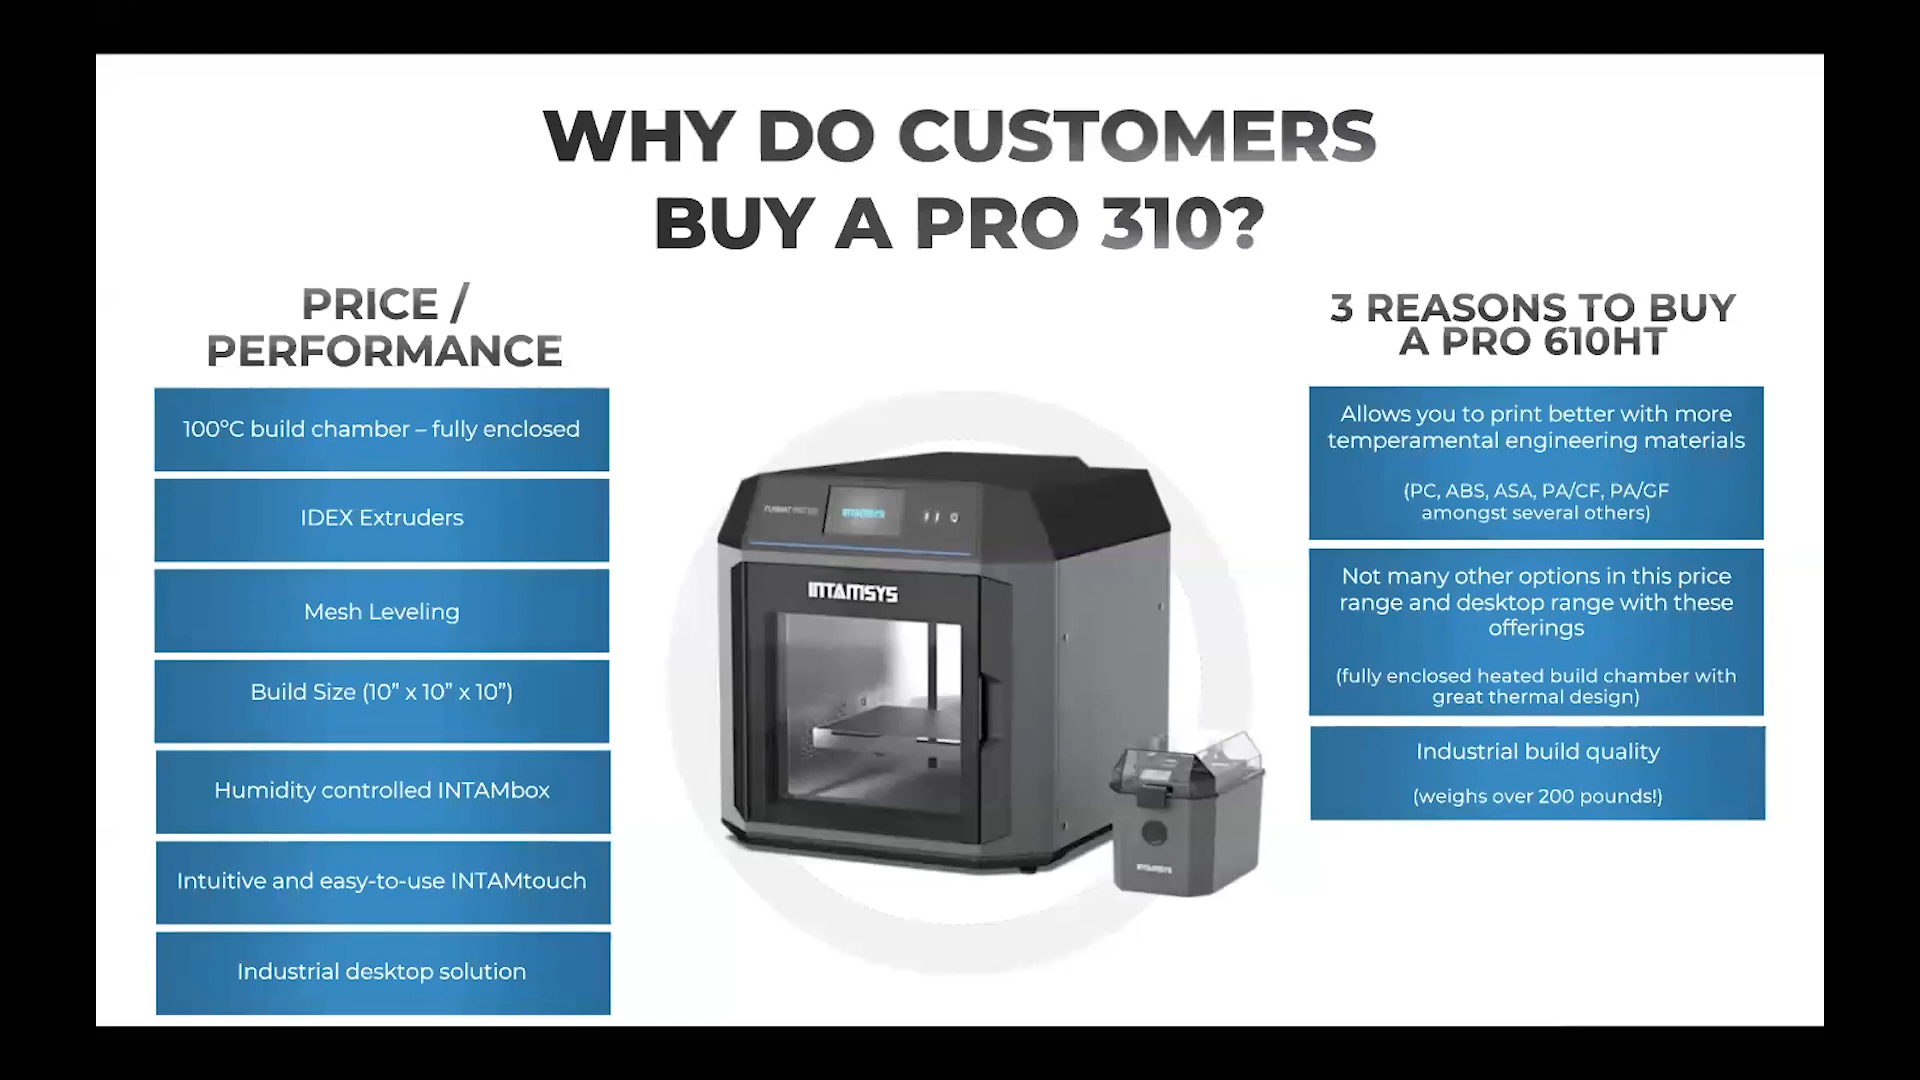 WHY DO CUSTOMERS
BUY A PRO 310?
PRICE /
PERFORMANCE
100°C build chamber – fully enclosed
IDEX Extruders
Mesh Leveling
Build Size (10” x 10” x 10”)
Humidity controlled INTAMbox
Intuitive and easy-to-use INTAMtouch
Industrial desktop solution
INTAMSYS
INTAMSYS
INTAMSYS
3 REASONS TO BUY
A PRO 610HT
Allows you to print better with more
temperamental engineering materials
(PC, ABS, ASA, PA/CF, PA/GF
amongst several others)
Not many other options in this price
range and desktop range with these
offerings
(fully enclosed heated build chamber with
great thermal design)
Industrial build quality
(weighs over 200 pounds!)